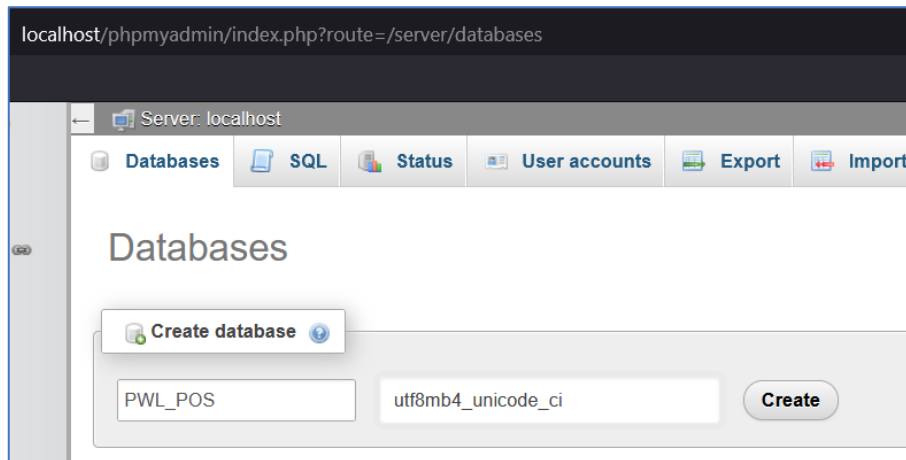 localhost/phpmyadmin/index.php?route=/server/databases
Server: localhost
Databases SQL Status User accounts Export Import
Databases
Create database
PWL_POS utf8mb4_unicode_ci Create